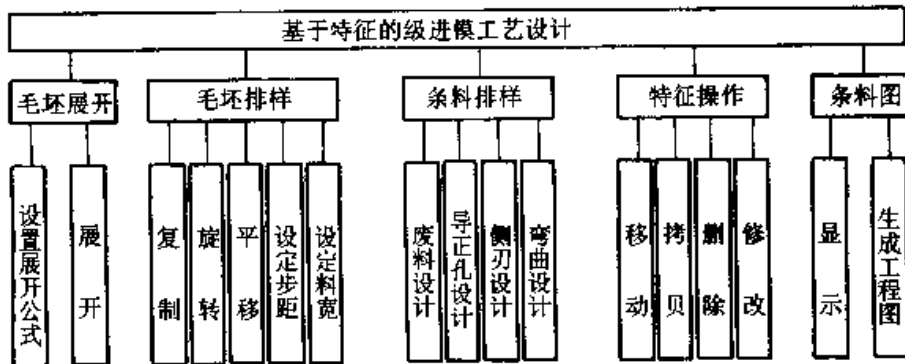 基于特征的级进模工艺设计
毛坯展开
毛坯排样
条料排样
特征操作
条料图
设置展开公式
展开
复制
旋转
平移
设定步距
设定料宽
废料设计
导正孔设计
侧刃设计
弯曲设计
移动
拷贝
删除
修改
显示
生成工程图